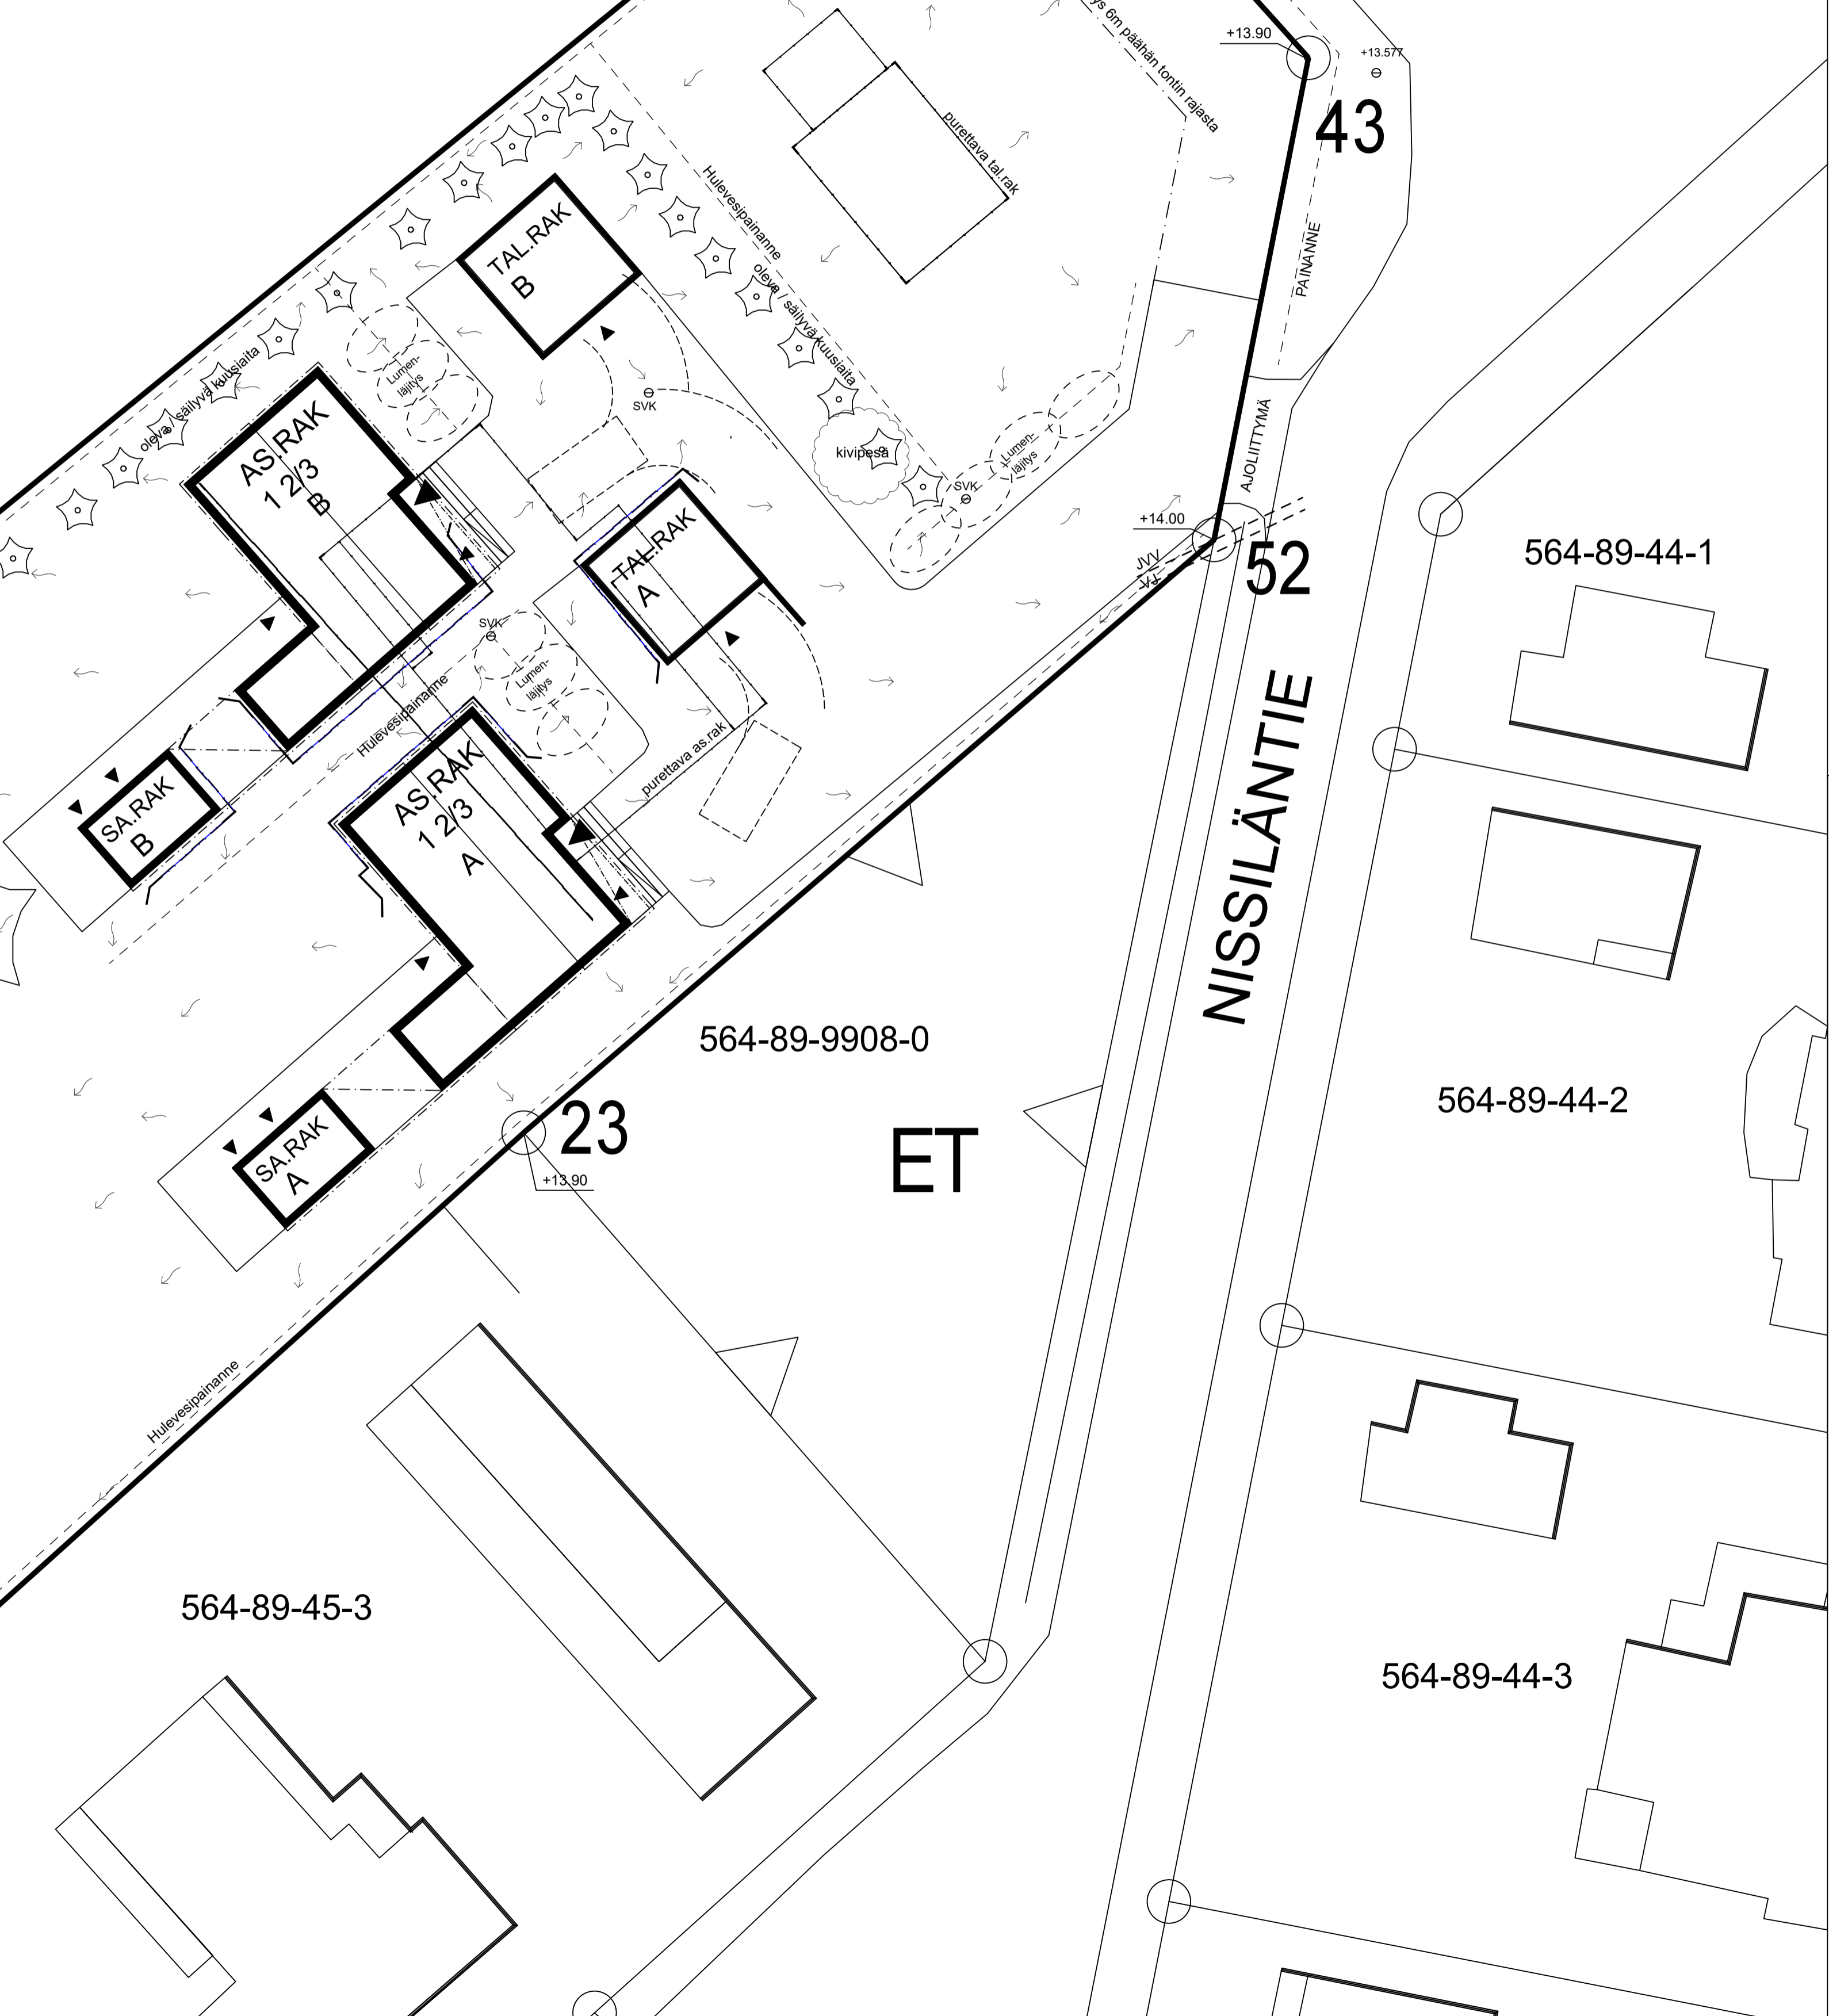 +13.90
+13.577
43
ys 6m päähän tontin rajasta
purettava tal.rak
Hulevesipainanne
oleva / säilyvä kuusiaita
PAINANNE
TAL.RAK
B
oleva / säilyvä kuusiaita
Lumen-
läjitys
SVK
AS.RAK
1 2/3
B
kivipesä
SVK
Lumen-
läjitys
AJOLIITTYMÄ
+14.00
JVV
VJ
52
564-89-44-1
TAL.RAK
A
SVK
Lumen-
läjitys
Hulevesipainanne
purettava as.rak
NISSILÄNTIE
AS.RAK
1 2/3
A
SA.RAK
B
564-89-9908-0
564-89-44-2
23
+13.90
ET
SA.RAK
A
Hulevesipainanne
564-89-45-3
564-89-44-3